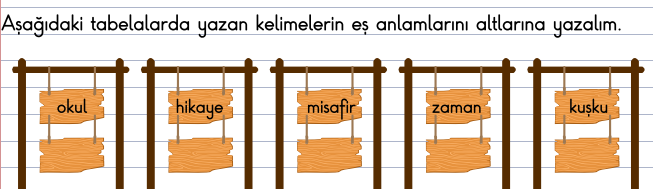 Aşağıdaki tabelalarda yazan kelimelerin eş anlamlarını altlarına yazalım.
okul hikaye misafir zaman kuşku